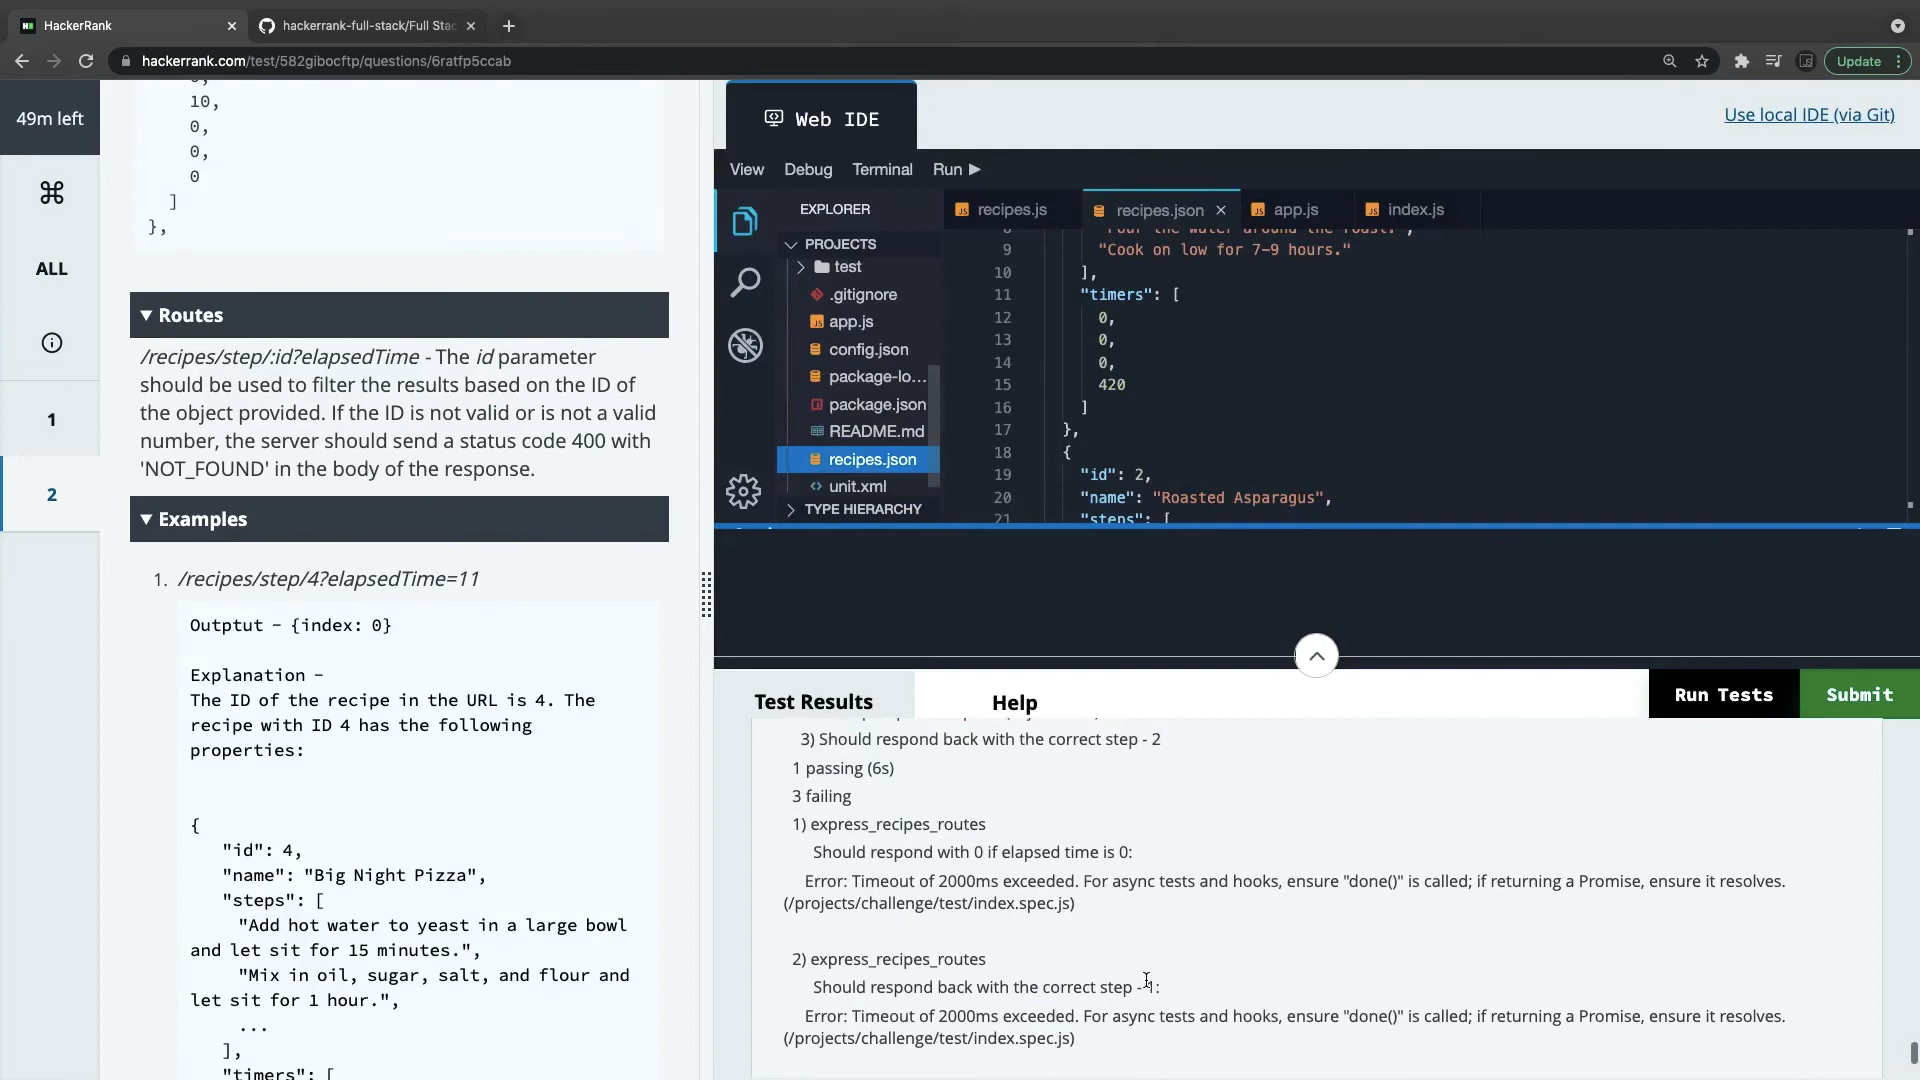 HackerRank
hackerrank-full-stack/Full Stac
hackerrank.com/test/582gibocftp/questions/6ratfp5ccab
Update
49m left
ALL
1
2
10,
0,
0,
0
]
},
Routes
/recipes/step/:id?elapsedTime - The id parameter
should be used to filter the results based on the ID of
the object provided. If the ID is not valid or is not a valid
number, the server should send a status code 400 with
'NOT_FOUND' in the body of the response.
Examples
1. /recipes/step/4?elapsedTime=11
Outptut - {index: 0}
Explanation -
The ID of the recipe in the URL is 4. The
recipe with ID 4 has the following
properties:
{
"id": 4,
"name": "Big Night Pizza",
"steps": [
"Add hot water to yeast in a large bowl
and let sit for 15 minutes.",
"Mix in oil, sugar, salt, and flour and
let sit for 1 hour.",
...
],
"timers": [
Web IDE
Use local IDE (via Git)
View Debug Terminal Run
EXPLORER
PROJECTS
test
.gitignore
app.js
config.json
package-lo...
package.json
README.md
recipes.json
unit.xml
TYPE HIERARCHY
recipes.js recipes.json app.js index.js
8 "Pour the water around the roast.",
9 "Cook on low for 7-9 hours."
10 ],
11 "timers": [
12 0,
13 0,
14 0,
15 420
16 ]
17 },
18 {
19 "id": 2,
20 "name": "Roasted Asparagus",
21 "steps": [
Test Results Help Run Tests Submit
3) Should respond back with the correct step - 2
1 passing (6s)
3 failing
1) express_recipes_routes
Should respond with 0 if elapsed time is 0:
Error: Timeout of 2000ms exceeded. For async tests and hooks, ensure "done()" is called; if returning a Promise, ensure it resolves.
(/projects/challenge/test/index.spec.js)
2) express_recipes_routes
Should respond back with the correct step - 1:
Error: Timeout of 2000ms exceeded. For async tests and hooks, ensure "done()" is called; if returning a Promise, ensure it resolves.
(/projects/challenge/test/index.spec.js)